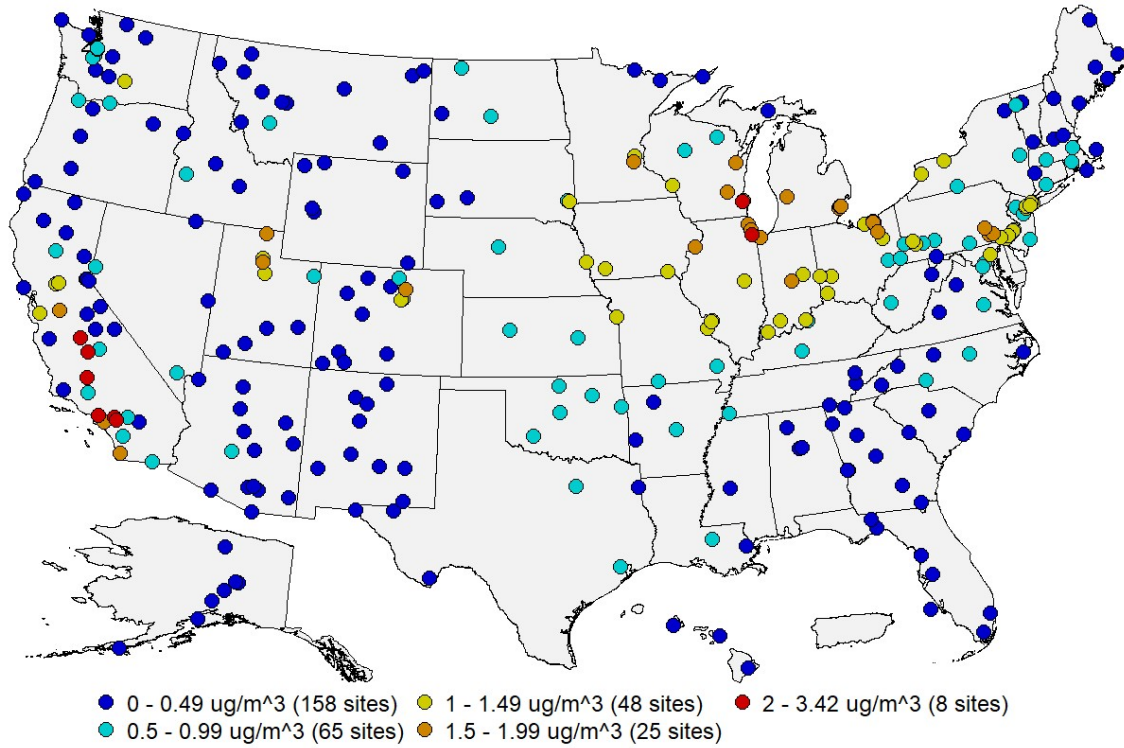 0 - 0.49 ug/m^3 (158 sites) 1 - 1.49 ug/m^3 (48 sites) 2 - 3.42 ug/m^3 (8 sites)
0.5 - 0.99 ug/m^3 (65 sites) 1.5 - 1.99 ug/m^3 (25 sites)